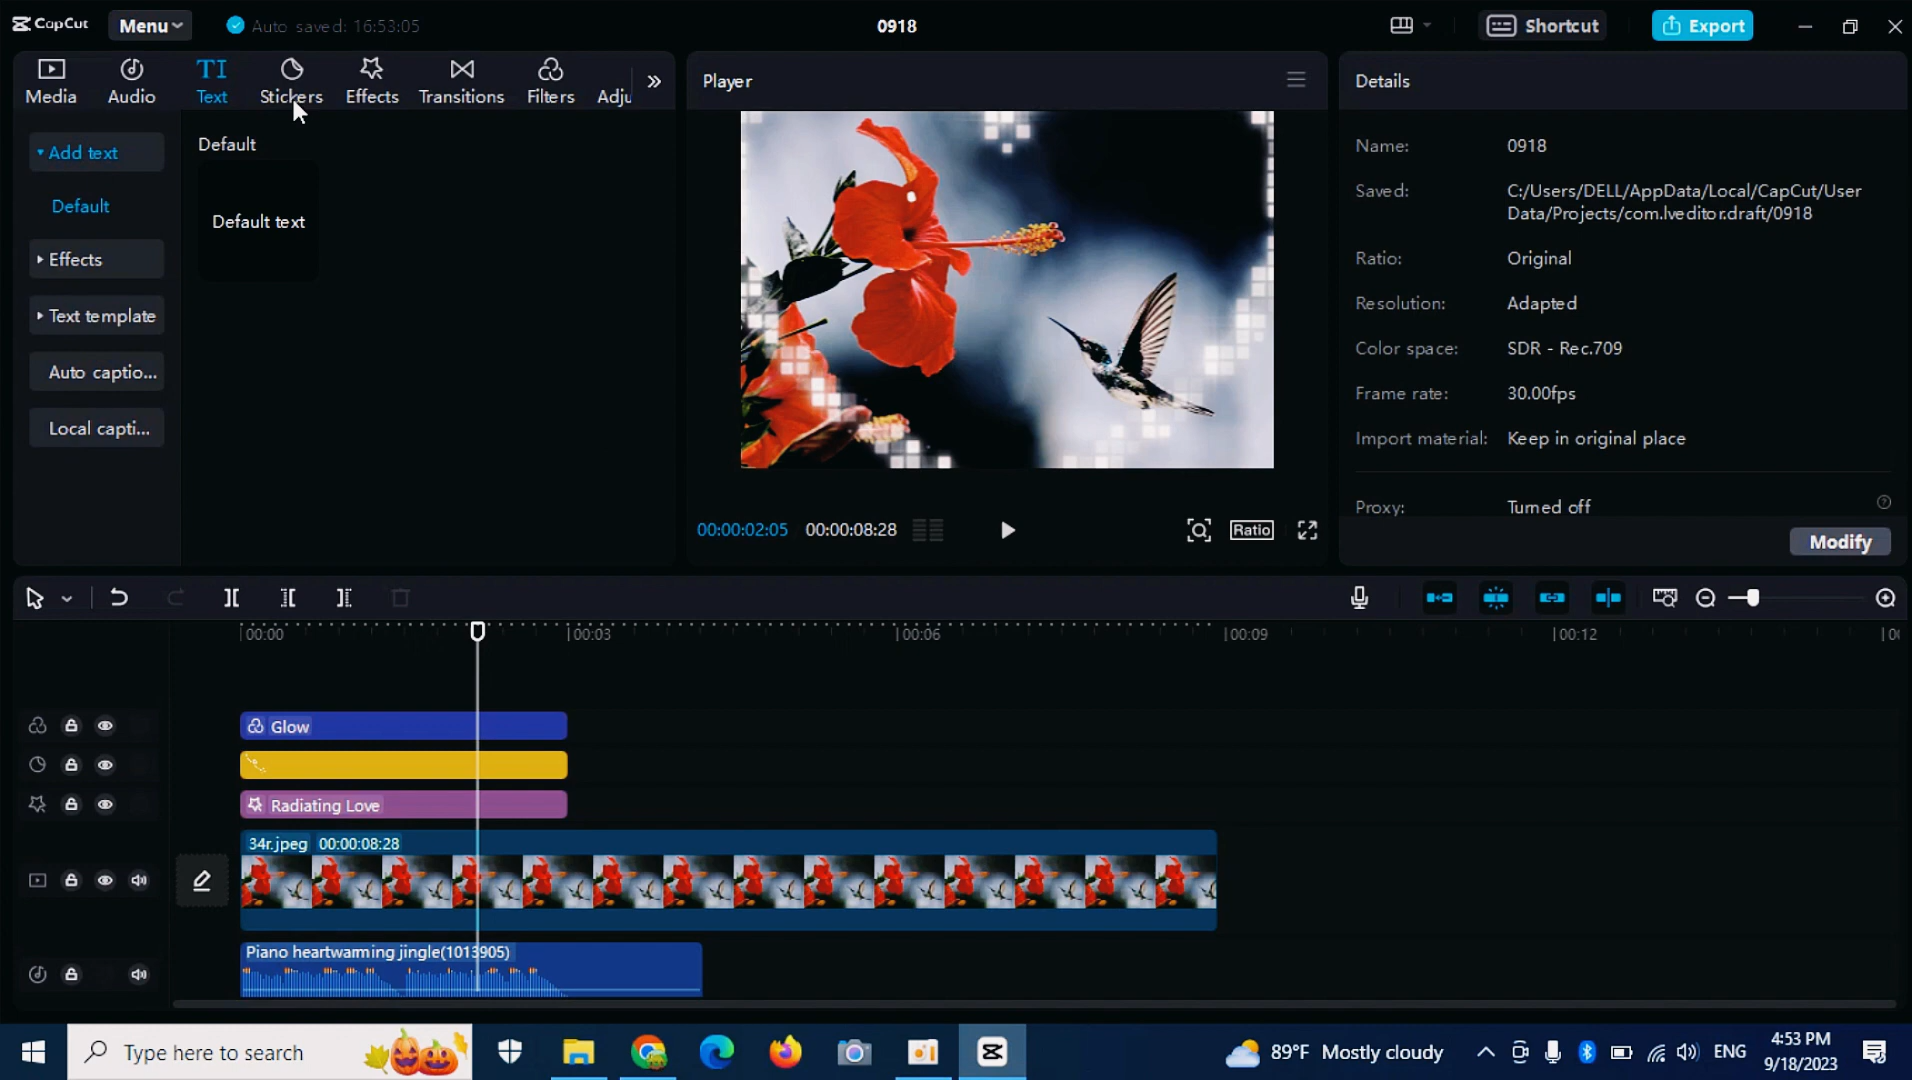 CapCut
Menu
Auto saved: 16:53:05
0918
Shortcut
Export
Media
Audio
TI
Text
Stickers
Effects
Transitions
Filters
Adju
Player
Details
Add text
Default
Effects
Text template
Auto captio...
Local capti...
Default
Default text
Name:
0918
Saved:
C:/Users/DELL/AppData/Local/CapCut/User
Data/Projects/com.lveditor.draft/0918
Ratio:
Original
Resolution:
Adapted
Color space:
SDR - Rec.709
Frame rate:
30.00fps
Import material:
Keep in original place
Proxy:
Turned off
Modify
00:00:02:05
00:00:08:28
Ratio
00:00
00:03
00:06
00:09
00:12
Glow
Radiating Love
34r.jpeg 00:00:08:28
Piano heartwarming jingle(1013905)
Type here to search
89°F Mostly cloudy
ENG
4:53 PM
9/18/2023